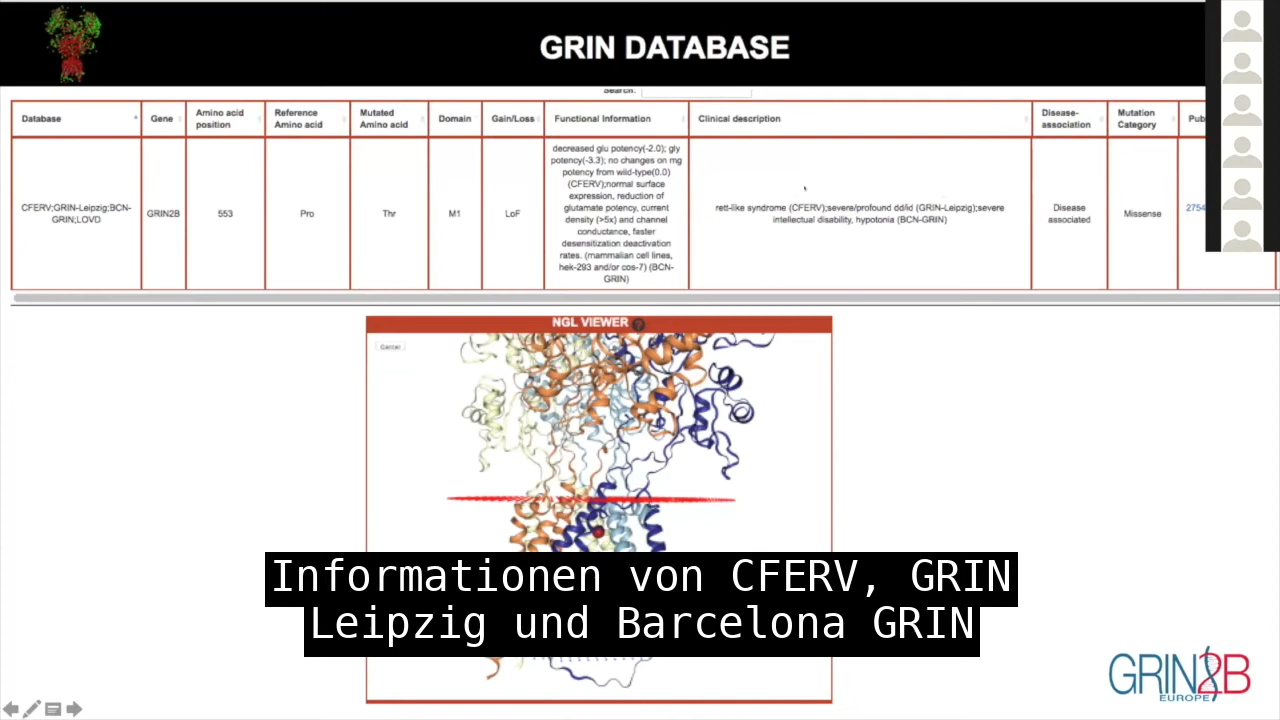 GRIN DATABASE
Search:
Database
Gene
Amino acid
position
Reference
Amino acid
Mutated
Amino acid
Domain
Gain/Loss
Functional Information
Clinical description
Disease-
association
Mutation
Category
Pub
CFERV;GRIN-Leipzig;BCN-
GRIN;LOVD
GRIN2B
553
Pro
Thr
M1
LoF
decreased glu potency(-2.0); gly
potency(-3.3); no changes on mg
potency from wild-type(0.0)
(CFERV);normal surface
expression, reduction of
glutamate potency, current
density (>5x) and channel
conductance, faster
desensitization deactivation
rates. (mammalian cell lines,
hek-293 and/or cos-7) (BCN-
GRIN)
rett-like syndrome (CFERV);severe/profound dd/id (GRIN-Leipzig);severe
intellectual disability, hypotonia (BCN-GRIN)
Disease
associated
Missense
2754
NGL VIEWER ?
Center
Informationen von CFERV, GRIN
Leipzig und Barcelona GRIN
GRIN2B
EUROPE